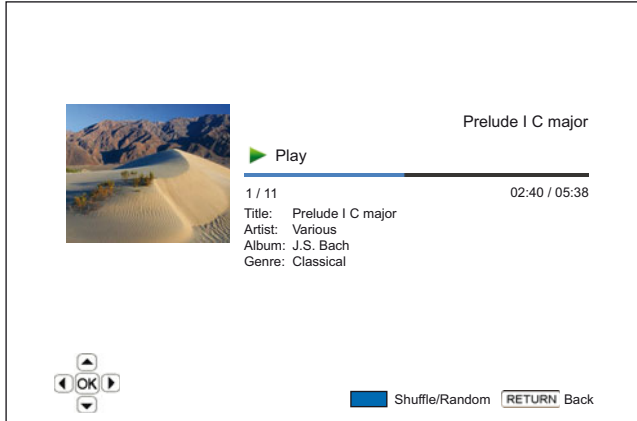 Prelude I C major
Play
1 / 11 02:40 / 05:38
Title: Prelude I C major
Artist: Various
Album: J.S. Bach
Genre: Classical
OK
Shuffle/Random RETURN Back